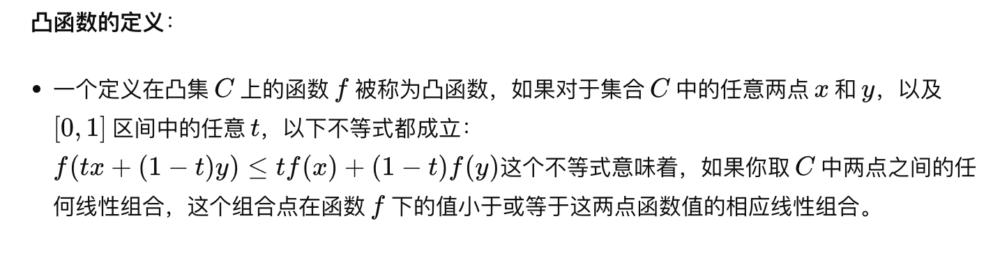 凸函数的定义：
• 一个定义在凸集 C 上的函数 f 被称为凸函数，如果对于集合 C 中的任意两点 x 和 y，以及
[0, 1] 区间中的任意 t，以下不等式都成立：
f(tx + (1 − t)y) ≤ tf(x) + (1 − t)f(y)这个不等式意味着，如果你取 C 中两点之间的任
何线性组合，这个组合点在函数 f 下的值小于或等于这两点函数值的相应线性组合。